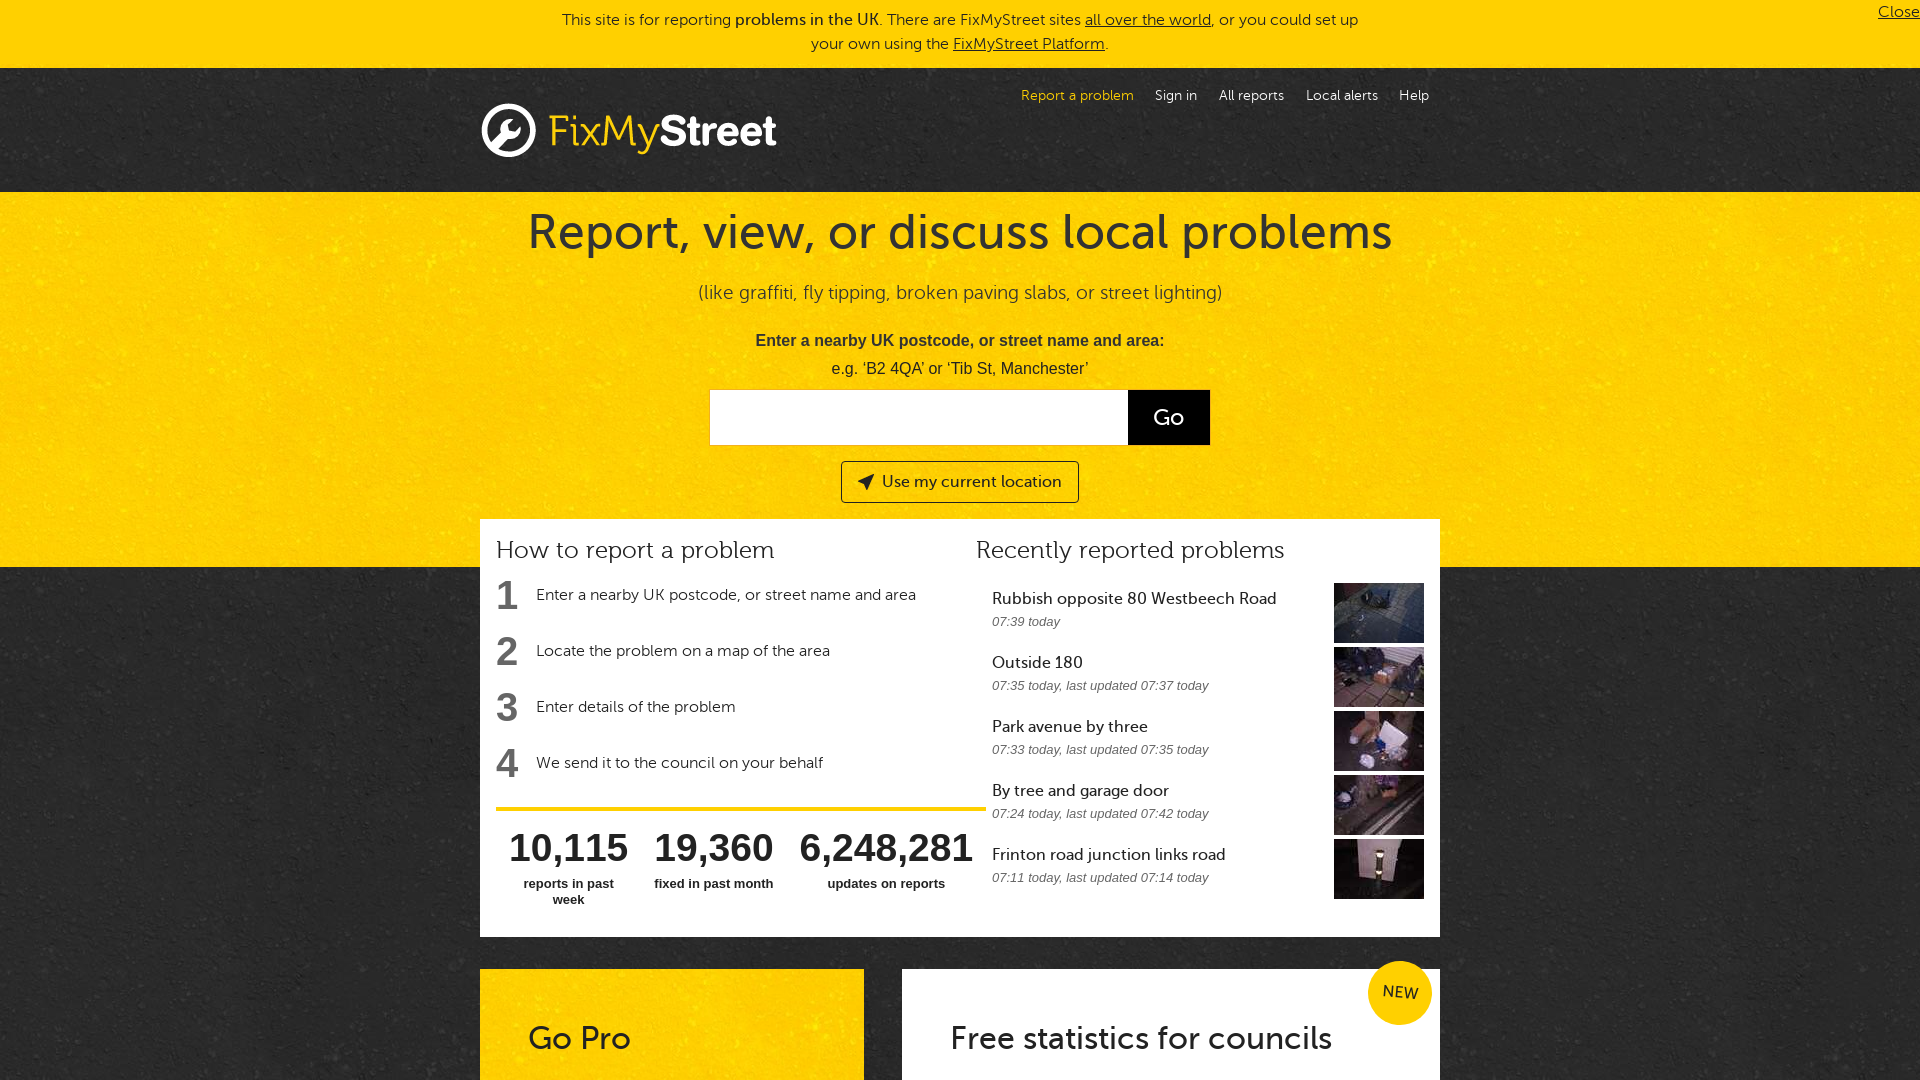 This site is for reporting problems in the UK. There are FixMyStreet sites all over the world, or you could set up
your own using the FixMyStreet Platform.
Close
Report a problem
Sign in
All reports
Local alerts
Help
FixMyStreet
Report, view, or discuss local problems
(like graffiti, fly tipping, broken paving slabs, or street lighting)
Enter a nearby UK postcode, or street name and area:
e.g. ‘B2 4QA’ or ‘Tib St, Manchester’
Go
Use my current location
How to report a problem
1 Enter a nearby UK postcode, or street name and area
2 Locate the problem on a map of the area
3 Enter details of the problem
4 We send it to the council on your behalf
10,115
reports in past
week
19,360
fixed in past month
6,248,281
updates on reports
Recently reported problems
Rubbish opposite 80 Westbeech Road
07:39 today
Outside 180
07:35 today, last updated 07:37 today
Park avenue by three
07:33 today, last updated 07:35 today
By tree and garage door
07:24 today, last updated 07:42 today
Frinton road junction links road
07:11 today, last updated 07:14 today
Go Pro
NEW
Free statistics for councils